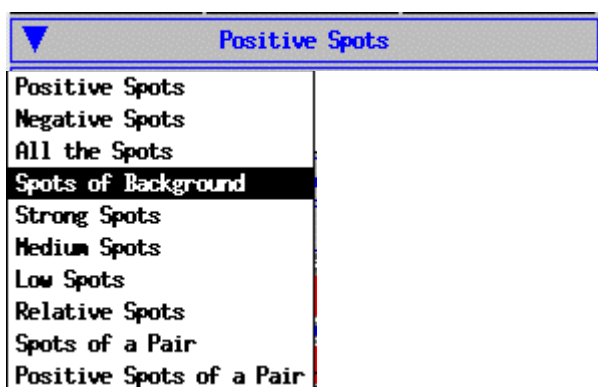 Positive Spots
Positive Spots
Negative Spots
All the Spots
Spots of Background
Strong Spots
Medium Spots
Low Spots
Relative Spots
Spots of a Pair
Positive Spots of a Pair